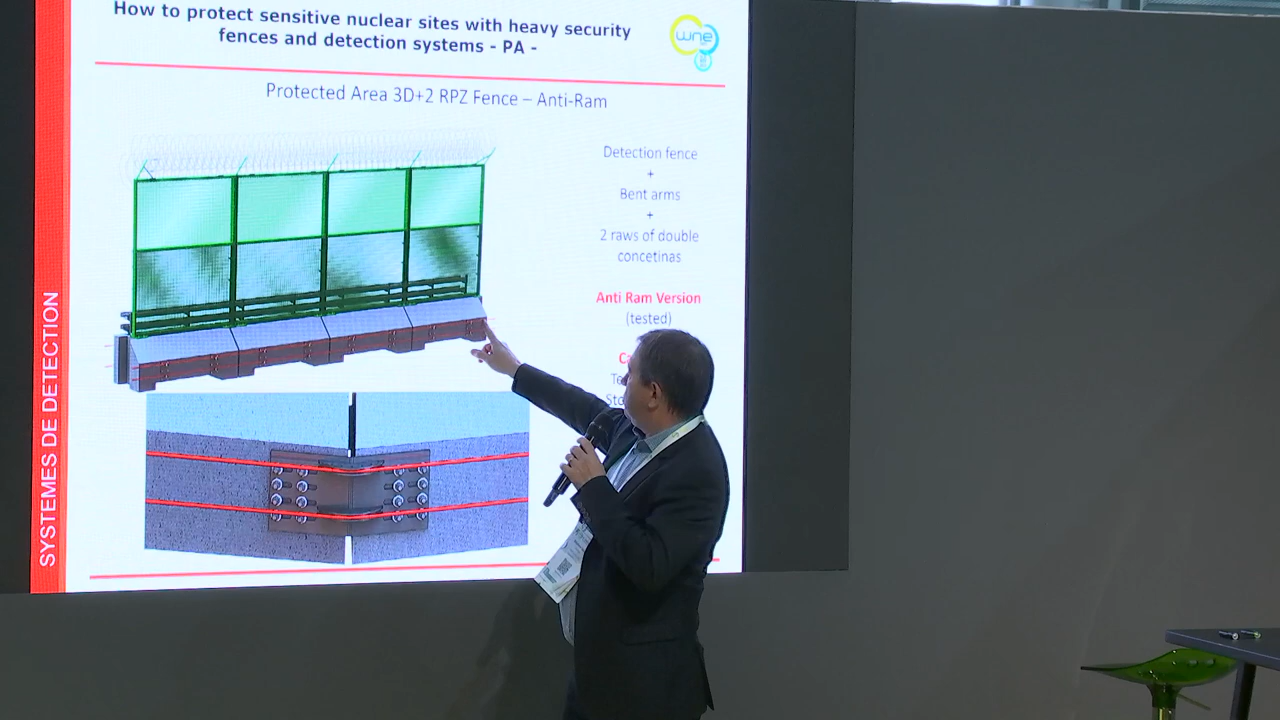 How to protect sensitive nuclear sites with heavy security
fences and detection systems - PA -
wne
Protected Area 3D+2 RPZ Fence – Anti-Ram
Detection fence
+
Bent arms
+
2 raws of double
concetinas
Anti Ram Version
(tested)
SYSTEMES DE DETECTION